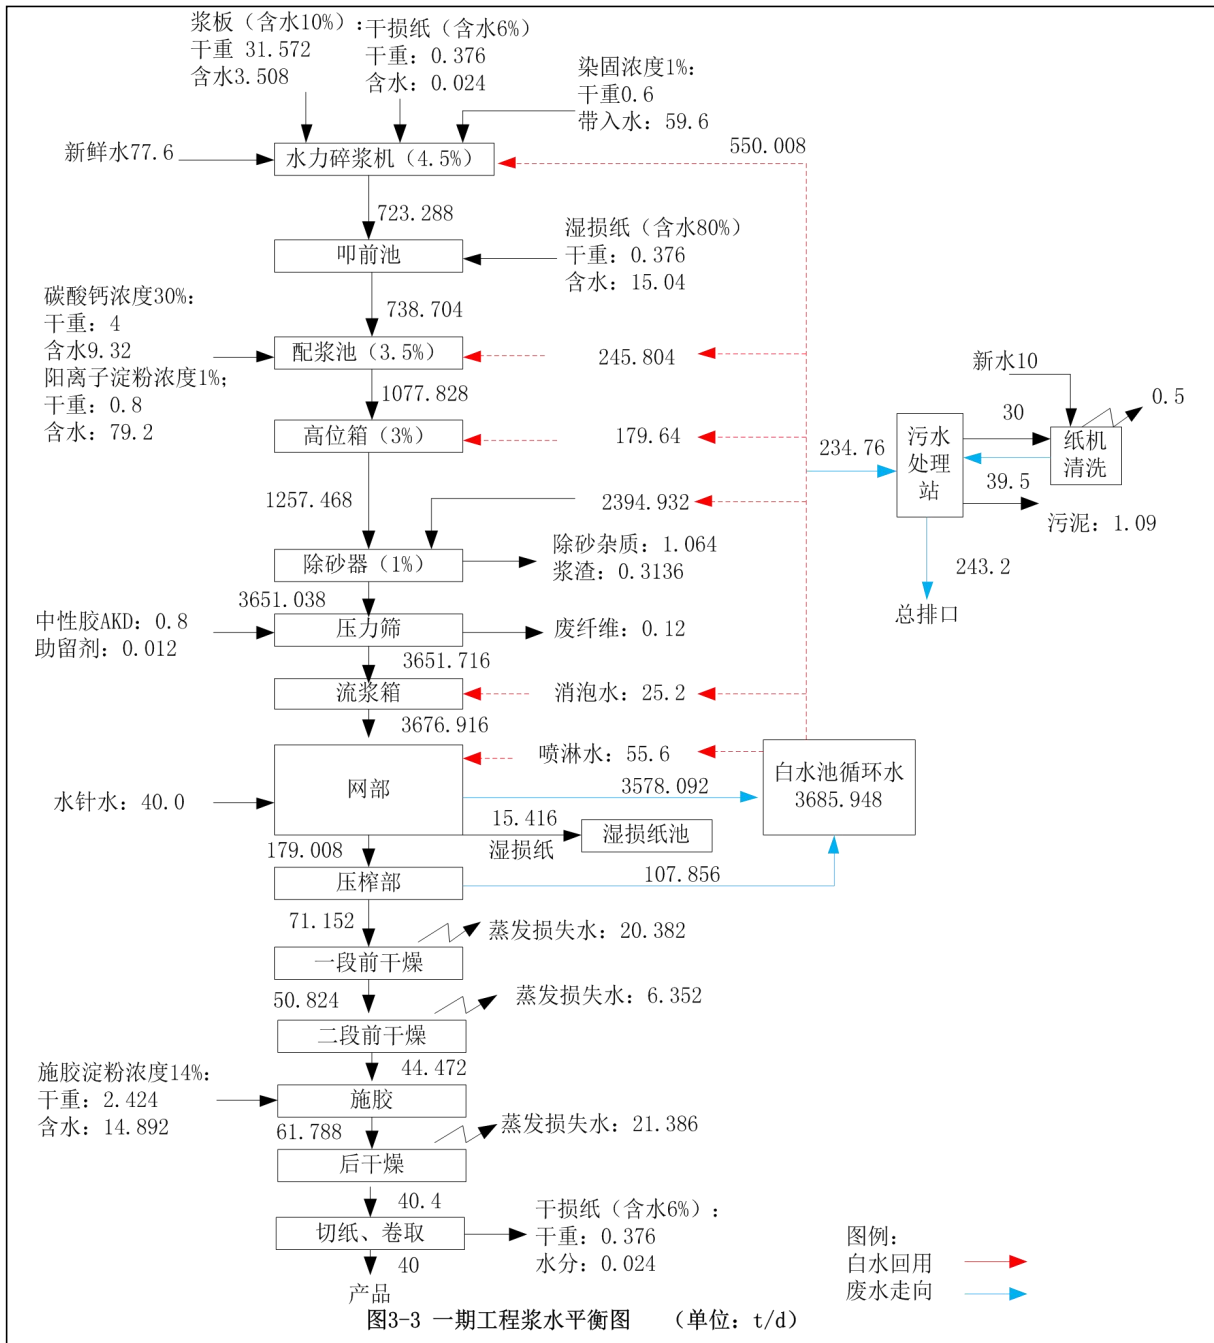 浆板（含水10%）：
干重 31.572
含水3.508
干损纸（含水6%）
干重：0.376
含水：0.024
染固浓度1%：
干重0.6
带入水：59.6
新鲜水77.6
水力碎浆机（4.5%）
550.008
723.288
叩前池
湿损纸（含水80%）
干重：0.376
含水：15.04
738.704
碳酸钙浓度30%：
干重：4
含水9.32
阳离子淀粉浓度1%；
干重：0.8
含水：79.2
配浆池（3.5%）
245.804
1077.828
高位箱（3%）
179.64
1257.468
2394.932
除砂器（1%）
除砂杂质：1.064
浆渣：0.3136
3651.038
中性胶AKD：0.8
助留剂：0.012
压力筛
废纤维：0.12
3651.716
流浆箱
消泡水：25.2
3676.916
喷淋水：55.6
网部
水针水：40.0
3578.092
白水池循环水
3685.948
15.416
湿损纸
湿损纸池
179.008
压榨部
107.856
71.152
蒸发损失水：20.382
一段前干燥
50.824
蒸发损失水：6.352
二段前干燥
44.472
施胶淀粉浓度14%：
干重：2.424
含水：14.892
施胶
61.788
蒸发损失水：21.386
后干燥
40.4
切纸、卷取
干损纸（含水6%）：
干重：0.376
水分：0.024
40
产品
234.76
污水
处理
站
新水10
30
0.5
纸机
清洗
39.5
污泥：1.09
243.2
总排口
图例：
白水回用
废水走向
图3-3 一期工程浆水平衡图 （单位：t/d）